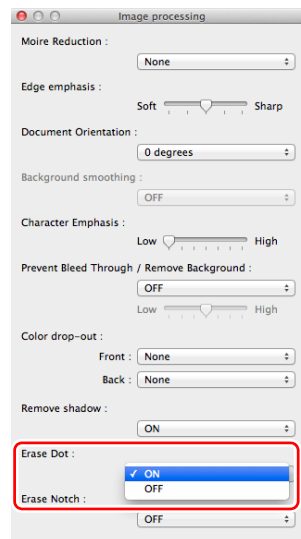 Image processing
Moire Reduction :
None
Edge emphasis :
Soft Sharp
Document Orientation :
0 degrees
Background smoothing :
OFF
Character Emphasis :
Low High
Prevent Bleed Through / Remove Background :
OFF
Low High
Color drop-out :
Front : None
Back : None
Remove shadow :
ON
Erase Dot :
✓ ON
OFF
Erase Notch :
OFF